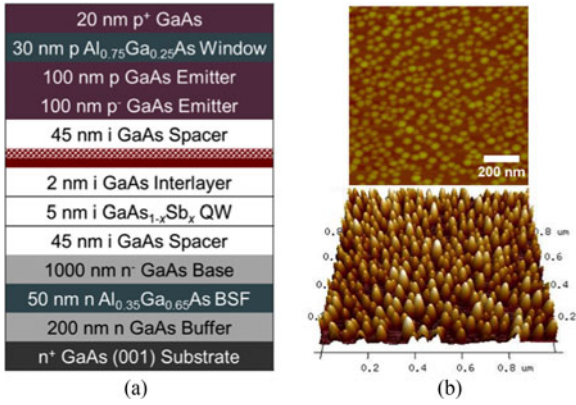 20 nm p⁺ GaAs
30 nm p Al₀.₇₅Ga₀.₂₅As Window
100 nm p GaAs Emitter
100 nm p⁻ GaAs Emitter
45 nm i GaAs Spacer
2 nm i GaAs Interlayer
5 nm i GaAs₁₋ₓSbₓ QW
45 nm i GaAs Spacer
1000 nm n⁻ GaAs Base
50 nm n Al₀.₃₅Ga₀.₆₅As BSF
200 nm n GaAs Buffer
n⁺ GaAs (001) Substrate
(a)
200 nm
0.8 um
0.6
0.4
0.2
0.8 um
0.6
0.4
0.2
0.2 0.4 0.6 0.8 um
(b)